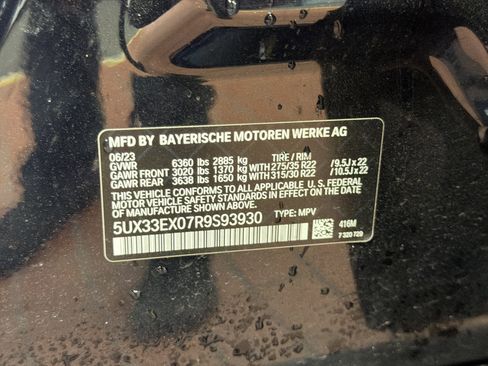 MFD BY BAYERISCHE MOTOREN WERKE AG
06/23 TIRE / RIM
GVWR 6360 lbs 2885 kg
GAWR FRONT 3020 lbs 1370 kg WITH 275/35 R22 /9.5J x 22
GAWR REAR 3638 lbs 1650 kg WITH 315/30 R22 /10.5J x 22
THIS VEHICLE CONFORMS TO ALL APPLICABLE FEDERAL
MOTOR VEHICLE SAFETY STANDARDS IN EFFECT ON THE DATE
OF MANUFACTURE SHOWN ABOVE.
5UX33EX07R9S93930 TYPE: MPV
416M
7 320 729